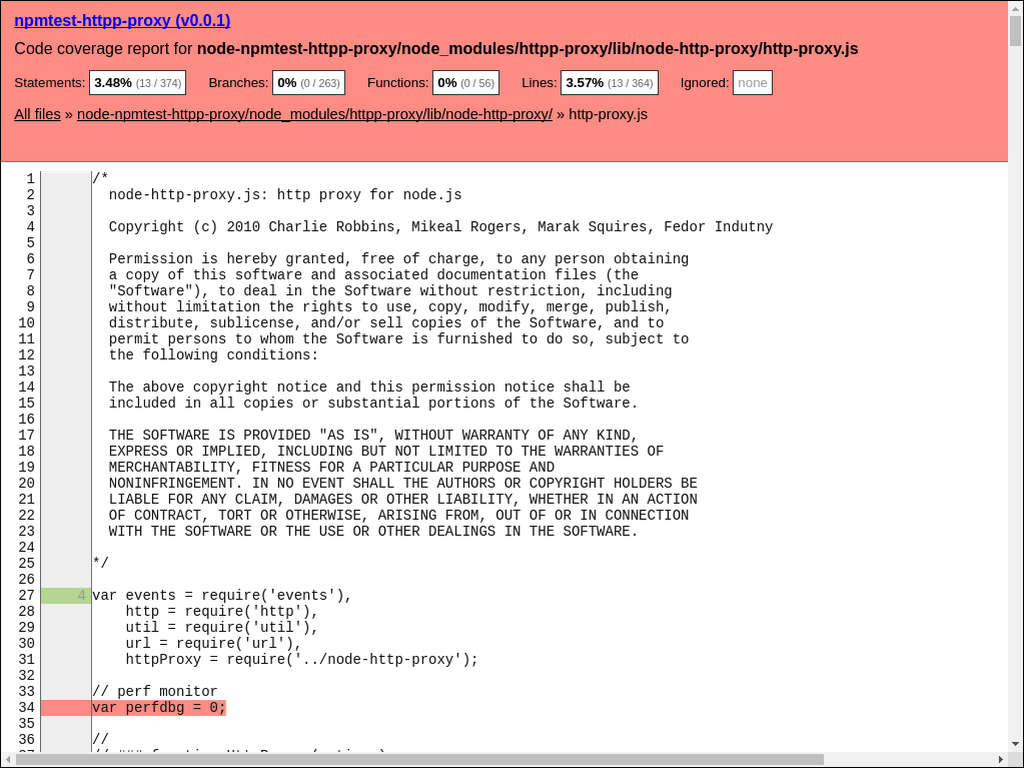 npmtest-httpp-proxy (v0.0.1)
Code coverage report for node-npmtest-httpp-proxy/node_modules/httpp-proxy/lib/node-http-proxy/http-proxy.js
Statements: 3.48% (13 / 374) Branches: 0% (0 / 263) Functions: 0% (0 / 56) Lines: 3.57% (13 / 364) Ignored: none
All files » node-npmtest-httpp-proxy/node_modules/httpp-proxy/lib/node-http-proxy/ » http-proxy.js
1 /*
2 node-http-proxy.js: http proxy for node.js
3
4 Copyright (c) 2010 Charlie Robbins, Mikeal Rogers, Marak Squires, Fedor Indutny
5
6 Permission is hereby granted, free of charge, to any person obtaining
7 a copy of this software and associated documentation files (the
8 "Software"), to deal in the Software without restriction, including
9 without limitation the rights to use, copy, modify, merge, publish,
10 distribute, sublicense, and/or sell copies of the Software, and to
11 permit persons to whom the Software is furnished to do so, subject to
12 the following conditions:
13
14 The above copyright notice and this permission notice shall be
15 included in all copies or substantial portions of the Software.
16
17 THE SOFTWARE IS PROVIDED "AS IS", WITHOUT WARRANTY OF ANY KIND,
18 EXPRESS OR IMPLIED, INCLUDING BUT NOT LIMITED TO THE WARRANTIES OF
19 MERCHANTABILITY, FITNESS FOR A PARTICULAR PURPOSE AND
20 NONINFRINGEMENT. IN NO EVENT SHALL THE AUTHORS OR COPYRIGHT HOLDERS BE
21 LIABLE FOR ANY CLAIM, DAMAGES OR OTHER LIABILITY, WHETHER IN AN ACTION
22 OF CONTRACT, TORT OR OTHERWISE, ARISING FROM, OUT OF OR IN CONNECTION
23 WITH THE SOFTWARE OR THE USE OR OTHER DEALINGS IN THE SOFTWARE.
24
25 */
26
27 4 var events = require('events'),
28 http = require('http'),
29 util = require('util'),
30 url = require('url'),
31 httpProxy = require('../node-http-proxy');
32
33 // perf monitor
34 var perfdbg = 0;
35
36 //